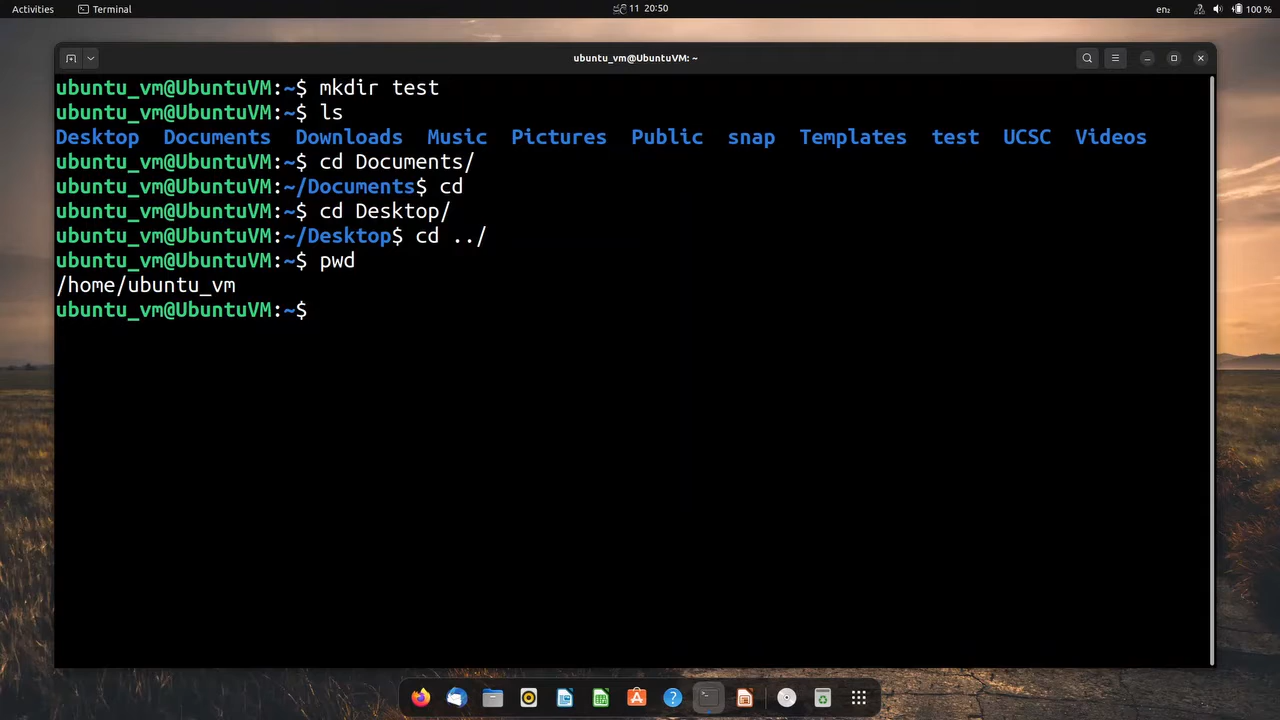 Activities Terminal 11 20:50 en₂ 100 %
ubuntu_vm@UbuntuVM: ~
ubuntu_vm@UbuntuVM:~$ mkdir test
ubuntu_vm@UbuntuVM:~$ ls
Desktop Documents Downloads Music Pictures Public snap Templates test UCSC Videos
ubuntu_vm@UbuntuVM:~$ cd Documents/
ubuntu_vm@UbuntuVM:~/Documents$ cd
ubuntu_vm@UbuntuVM:~$ cd Desktop/
ubuntu_vm@UbuntuVM:~/Desktop$ cd ../
ubuntu_vm@UbuntuVM:~$ pwd
/home/ubuntu_vm
ubuntu_vm@UbuntuVM:~$